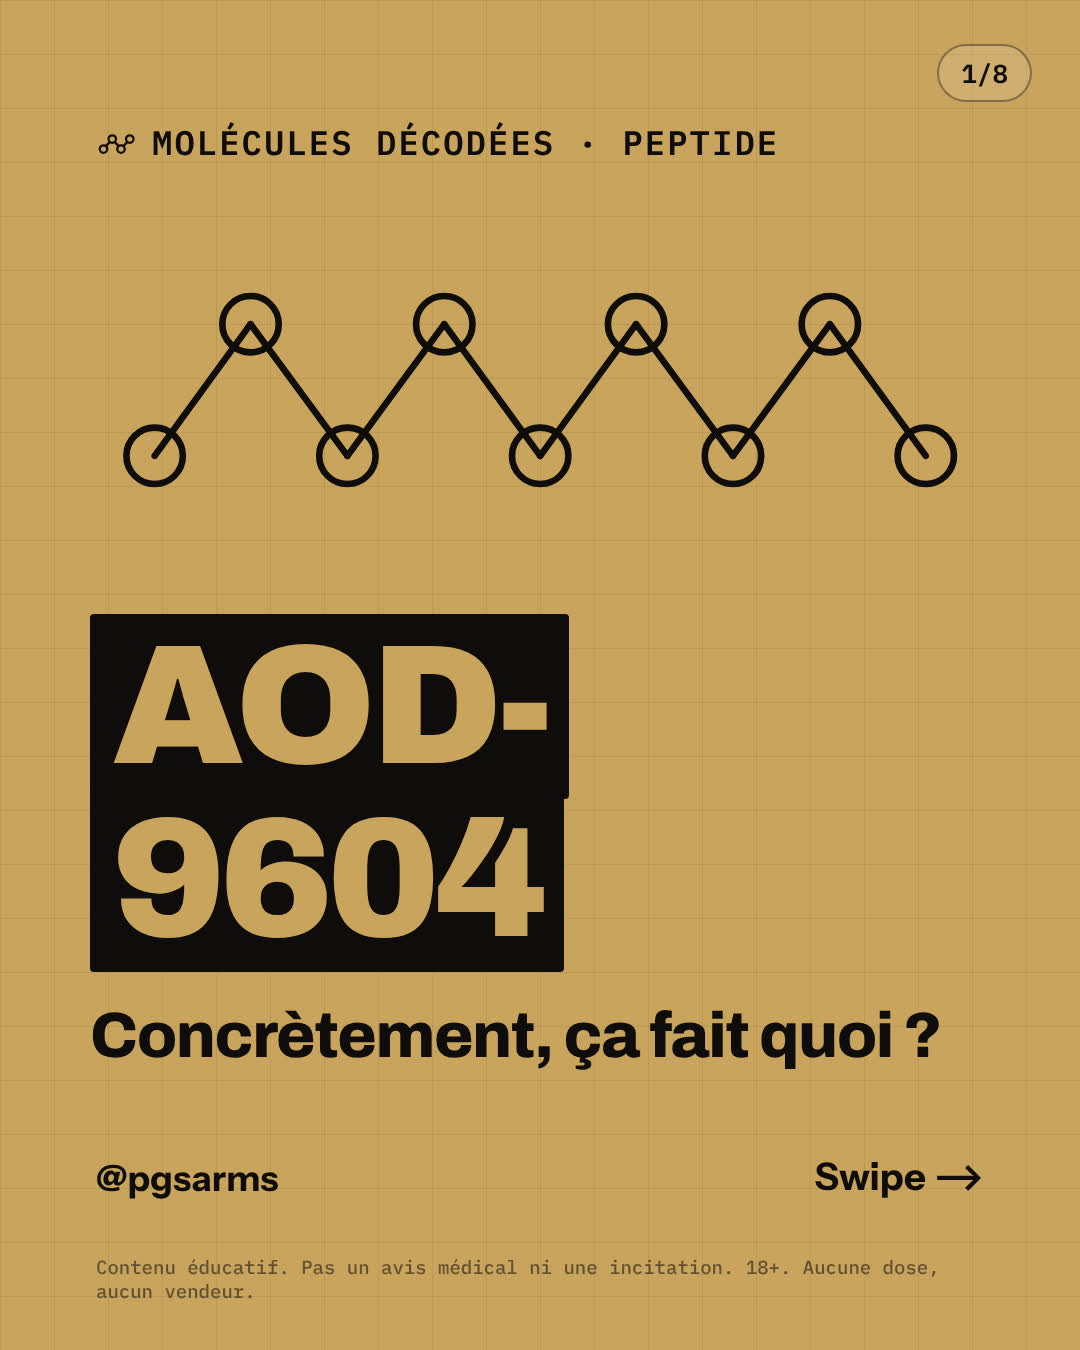 1/8
MOLÉCULES DÉCODÉES · PEPTIDE
AOD-
9604
Concrètement, ça fait quoi ?
@pgsarms
Swipe →
Contenu éducatif. Pas un avis médical ni une incitation. 18+. Aucune dose,
aucun vendeur.